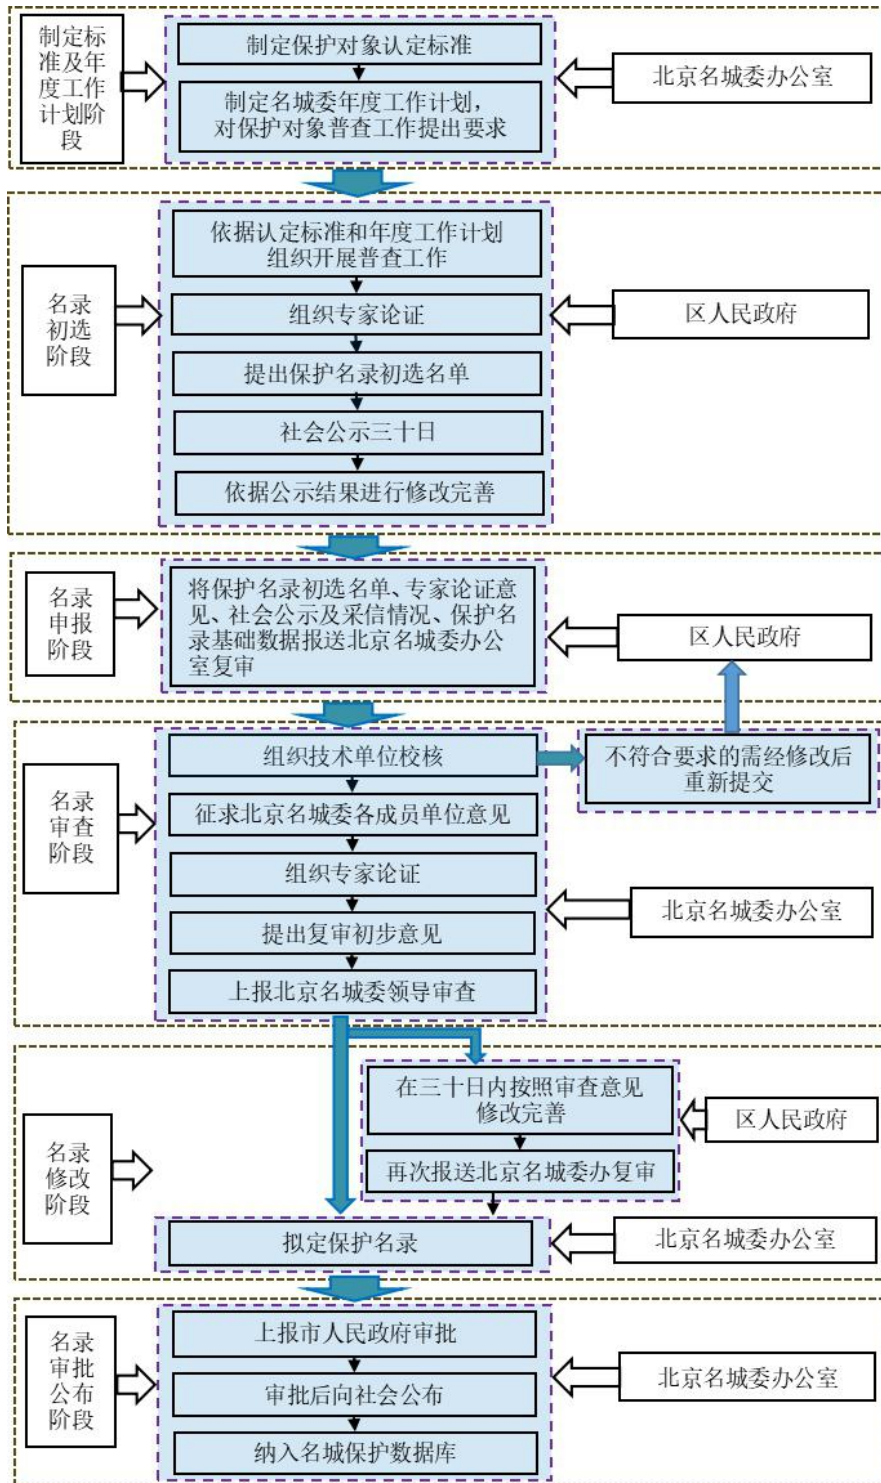 制定标
准及年
度工作
计划阶
段
制定保护对象认定标准
制定名城委年度工作计划，
对保护对象普查工作提出要求
北京名城委办公室
名录
初选
阶段
依据认定标准和年度工作计划
组织开展普查工作
组织专家论证
提出保护名录初选名单
社会公示三十日
依据公示结果进行修改完善
区人民政府
名录
申报
阶段
将保护名录初选名单、专家论证意
见、社会公示及采信情况、保护名
录基础数据报送北京名城委办公
室复审
区人民政府
名录
审查
阶段
组织技术单位校核
不符合要求的需经修改后
重新提交
征求北京名城委各成员单位意见
组织专家论证
提出复审初步意见
上报北京名城委领导审查
北京名城委办公室
名录
修改
阶段
在三十日内按照审查意见
修改完善
再次报送北京名城委办复审
区人民政府
拟定保护名录
北京名城委办公室
名录
审批
公布
阶段
上报市人民政府审批
审批后向社会公布
纳入名城保护数据库
北京名城委办公室